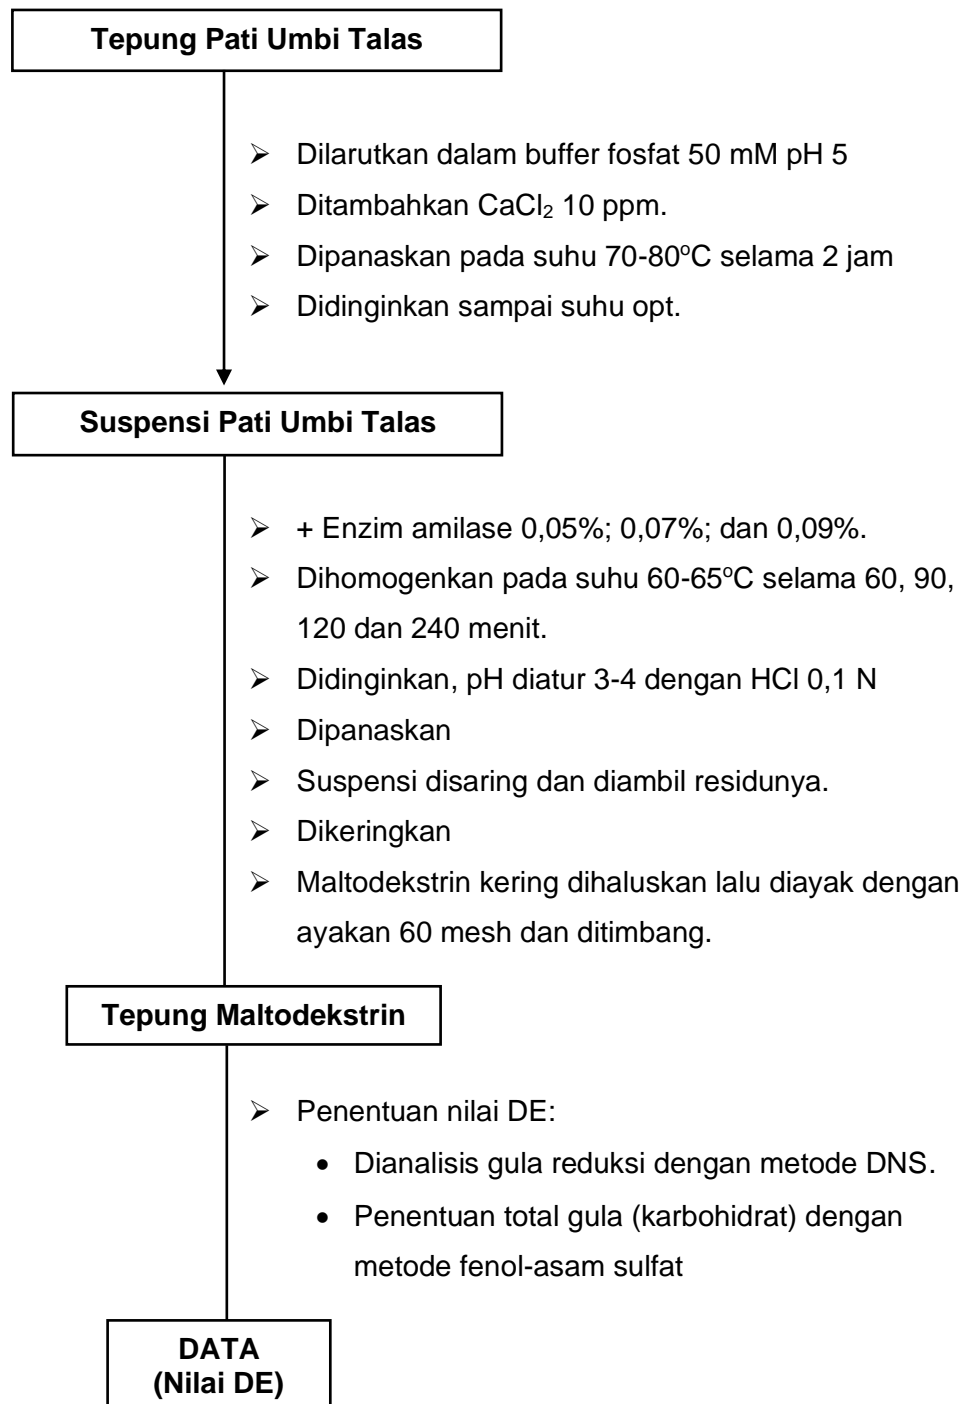 Tepung Pati Umbi Talas
➢ Dilarutkan dalam buffer fosfat 50 mM pH 5
➢ Ditambahkan CaCl₂ 10 ppm.
➢ Dipanaskan pada suhu 70-80ºC selama 2 jam
➢ Didinginkan sampai suhu opt.
Suspensi Pati Umbi Talas
➢ + Enzim amilase 0,05%; 0,07%; dan 0,09%.
➢ Dihomogenkan pada suhu 60-65ºC selama 60, 90,
120 dan 240 menit.
➢ Didinginkan, pH diatur 3-4 dengan HCl 0,1 N
➢ Dipanaskan
➢ Suspensi disaring dan diambil residunya.
➢ Dikeringkan
➢ Maltodekstrin kering dihaluskan lalu diayak dengan
ayakan 60 mesh dan ditimbang.
Tepung Maltodekstrin
➢ Penentuan nilai DE:
• Dianalisis gula reduksi dengan metode DNS.
• Penentuan total gula (karbohidrat) dengan
metode fenol-asam sulfat
DATA
(Nilai DE)